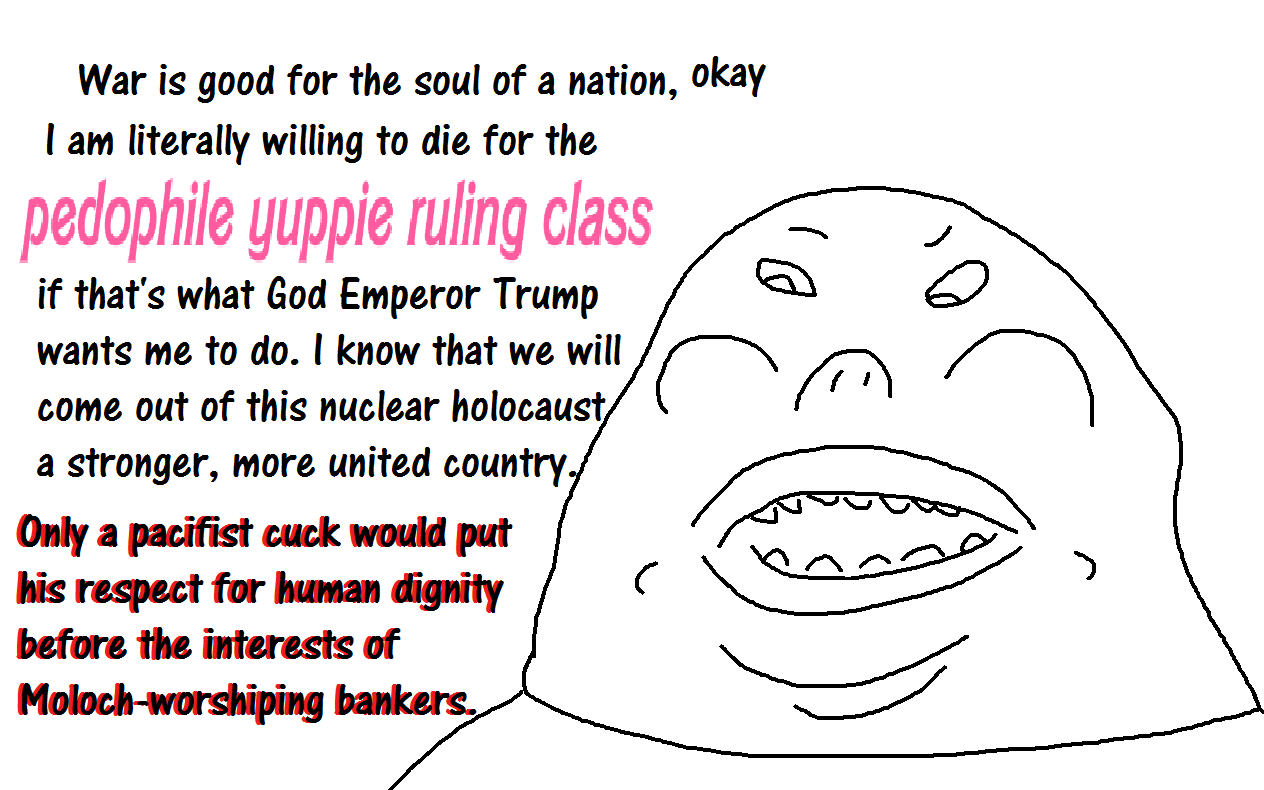 War is good for the soul of a nation, okay
I am literally willing to die for the
pedophile yuppie ruling class
if that's what God Emperor Trump
wants me to do. I know that we will
come out of this nuclear holocaust
a stronger, more united country.
Only a pacifist cuck would put
his respect for human dignity
before the interests of
Moloch-worshiping bankers.